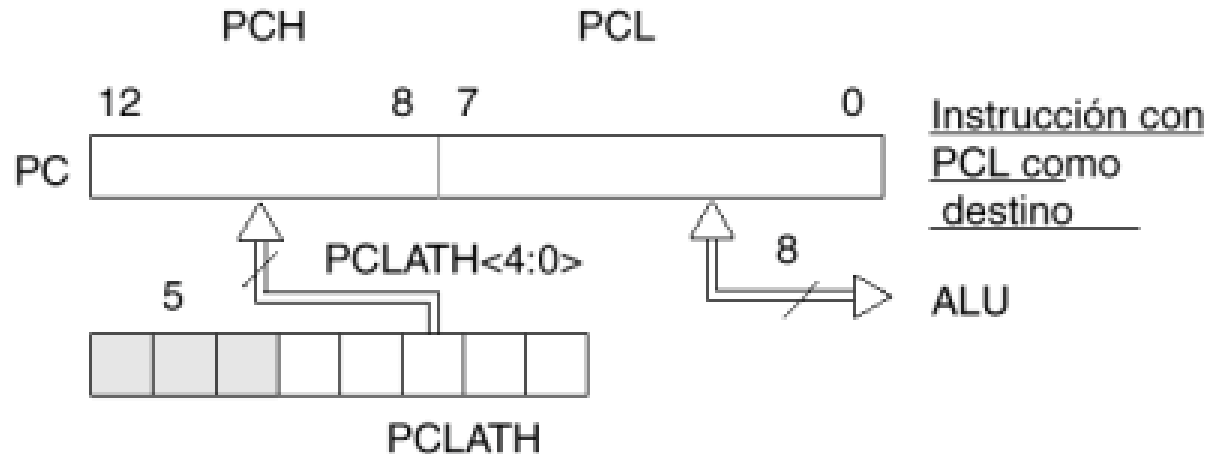 PCH PCL
12 8 7 0
PC
Instrucción con
PCL como
destino
PCLATH<4:0>
5
8
ALU
PCLATH